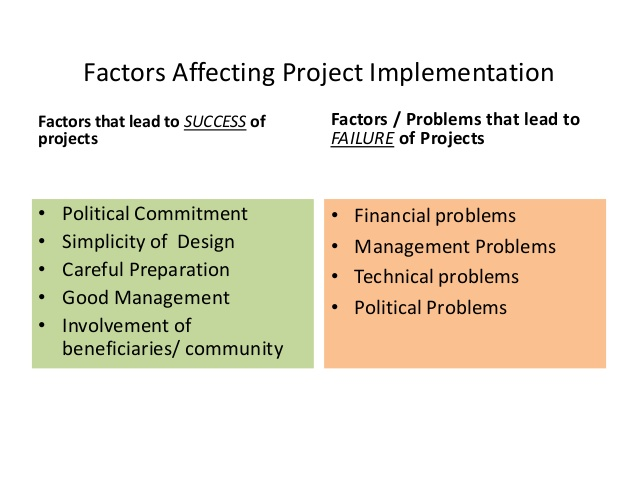 Factors Affecting Project Implementation
Factors that lead to SUCCESS of
projects
Factors / Problems that lead to
FAILURE of Projects
• Political Commitment
• Simplicity of Design
• Careful Preparation
• Good Management
• Involvement of
beneficiaries/ community
• Financial problems
• Management Problems
• Technical problems
• Political Problems